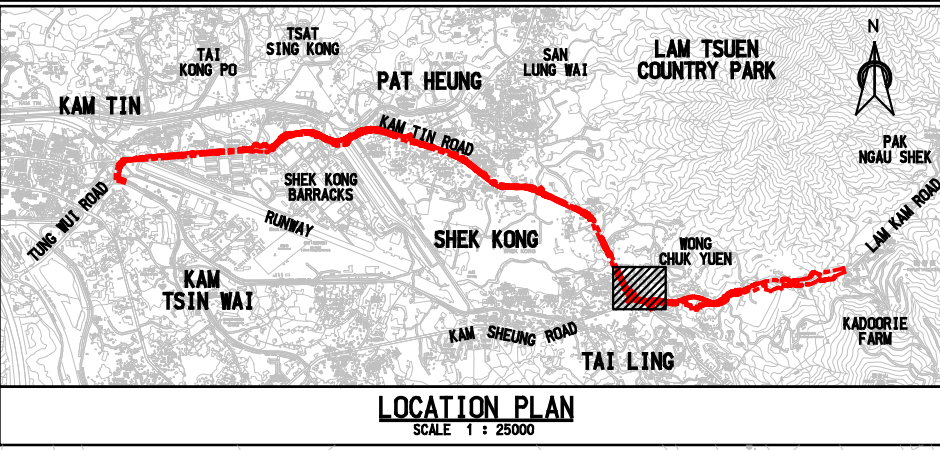 N
TSAT
SING KONG
TAI
KONG PO
SAN
LUNG WAI
LAM TSUEN
COUNTRY PARK
PAT HEUNG
KAM TIN
KAM TIN ROAD
PAK
NGAU SHEK
SHEK KONG
BARRACKS
TUNG WUI ROAD
RUNWAY
LAM KAM ROAD
SHEK KONG
WONG
CHUK YUEN
KAM
TSIN WAI
KAM SHEUNG ROAD
KADOORIE
FARM
TAI LING
LOCATION PLAN
SCALE 1 : 25000